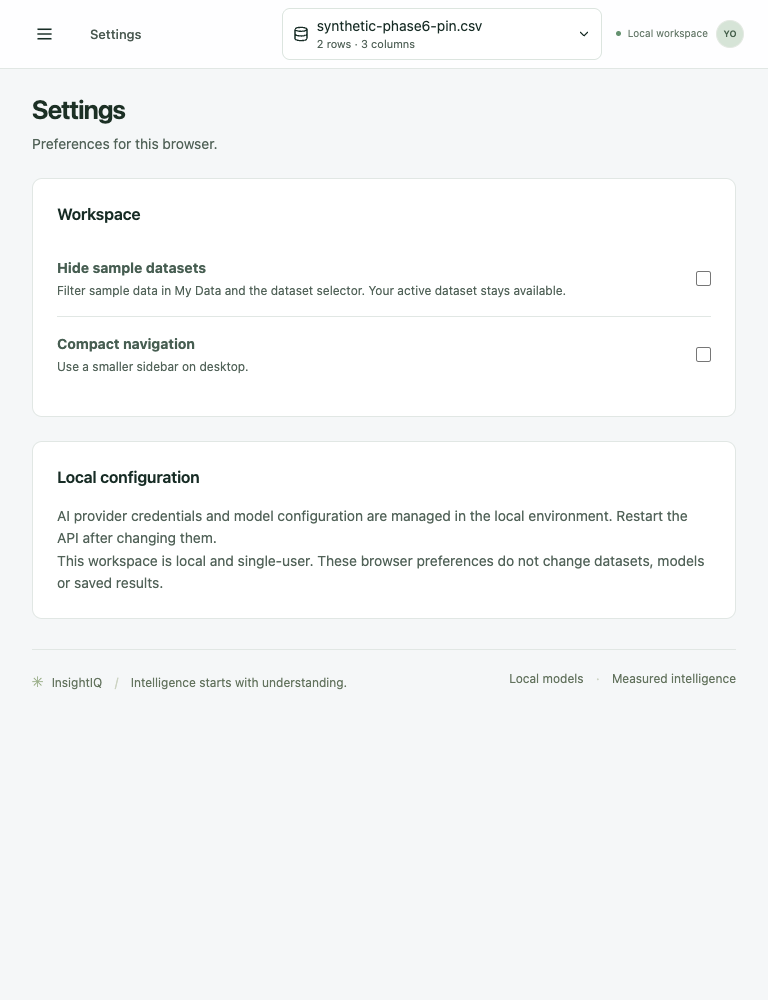 Settings
synthetic-phase6-pin.csv
2 rows · 3 columns
Local workspace
YO
Settings
Preferences for this browser.
Workspace
Hide sample datasets
Filter sample data in My Data and the dataset selector. Your active dataset stays available.
Compact navigation
Use a smaller sidebar on desktop.
Local configuration
AI provider credentials and model configuration are managed in the local environment. Restart the
API after changing them.
This workspace is local and single-user. These browser preferences do not change datasets, models
or saved results.
InsightIQ / Intelligence starts with understanding.
Local models · Measured intelligence